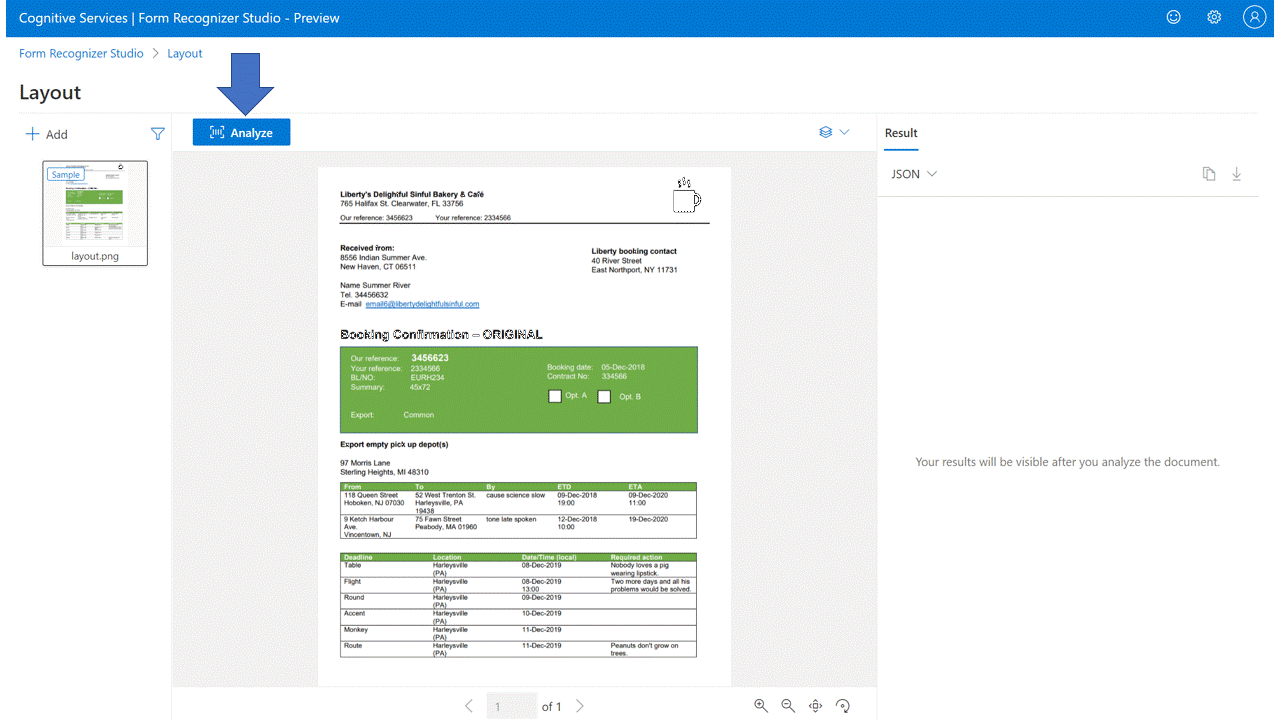 Cognitive Services | Form Recognizer Studio - Preview
Form Recognizer Studio > Layout
Layout
Add
Analyze
Sample
layout.png
Liberty's Delightful Sinful Bakery & Café
765 Halifax St. Clearwater, FL 33756
Our reference: 3456623 Your reference: 2334566
Received from:
8556 Indian Summer Ave.
New Haven, CT 06511
Liberty booking contact
40 River Street
East Northport, NY 11731
Name Summer River
Tel. 34456632
E-mail email6@libertydelightfulsinful.com
Booking Confirmation – ORIGINAL
Our reference: 3456623
Your reference: 2334566
BL/NO: EURH234
Summary: 45x72
Export: Common
Booking date: 05-Dec-2018
Contract No: 334566
Opt. A Opt. B
Export empty pick up depot(s)
97 Morris Lane
Sterling Heights, MI 48310
From To By ETD ETA
118 Queen Street 52 West Trenton St. cause science slow 09-Dec-2018 09-Dec-2020
Hoboken, NJ 07030 Harleysville, PA 19:00 11:00
19438
9 Ketch Harbour 75 Fawn Street tone late spoken 12-Dec-2018 19-Dec-2020
Ave. Peabody, MA 01960 10:00
Vincentown, NJ
Deadline Location Date/Time (local) Required action
Table Harleysville 08-Dec-2019 Nobody loves a pig
(PA) wearing lipstick.
Flight Harleysville 08-Dec-2019 Two more days and all his
(PA) 13:00 problems would be solved.
Round Harleysville 09-Dec-2019
(PA)
Accent Harleysville 10-Dec-2019
(PA)
Monkey Harleysville 11-Dec-2019
(PA)
Route Harleysville 11-Dec-2019 Peanuts don't grow on
(PA) trees.
1 of 1
Result
JSON
Your results will be visible after you analyze the document.